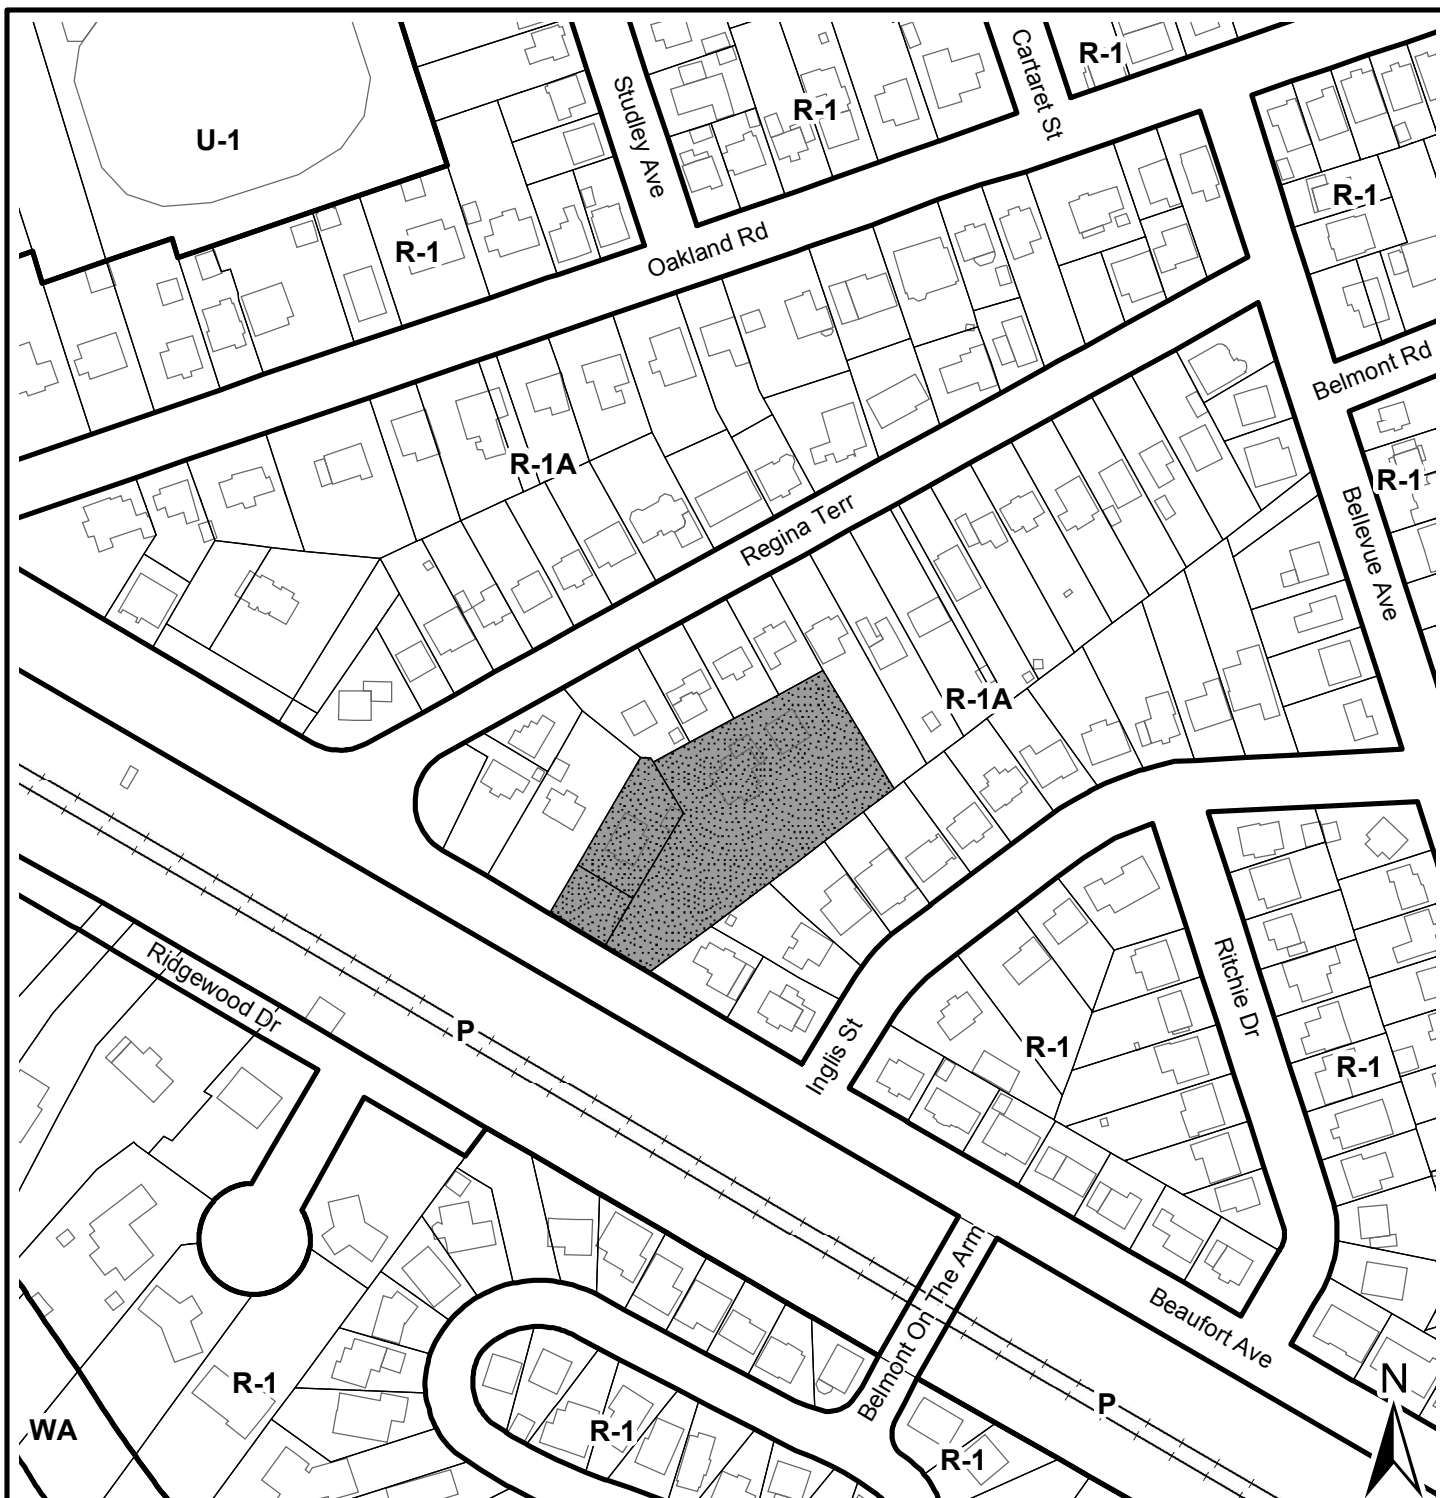 Cartaret St
R-1
Studley Ave
R-1
U-1
R-1
Oakland Rd
R-1
Belmont Rd
R-1A
R-1
Regina Terr
Bellevue Ave
R-1A
Ridgewood Dr
P
Inglis St
R-1
Ritchie Dr
R-1
Belmont On The Arm
Beaufort Ave
R-1
N
WA
R-1
P
R-1